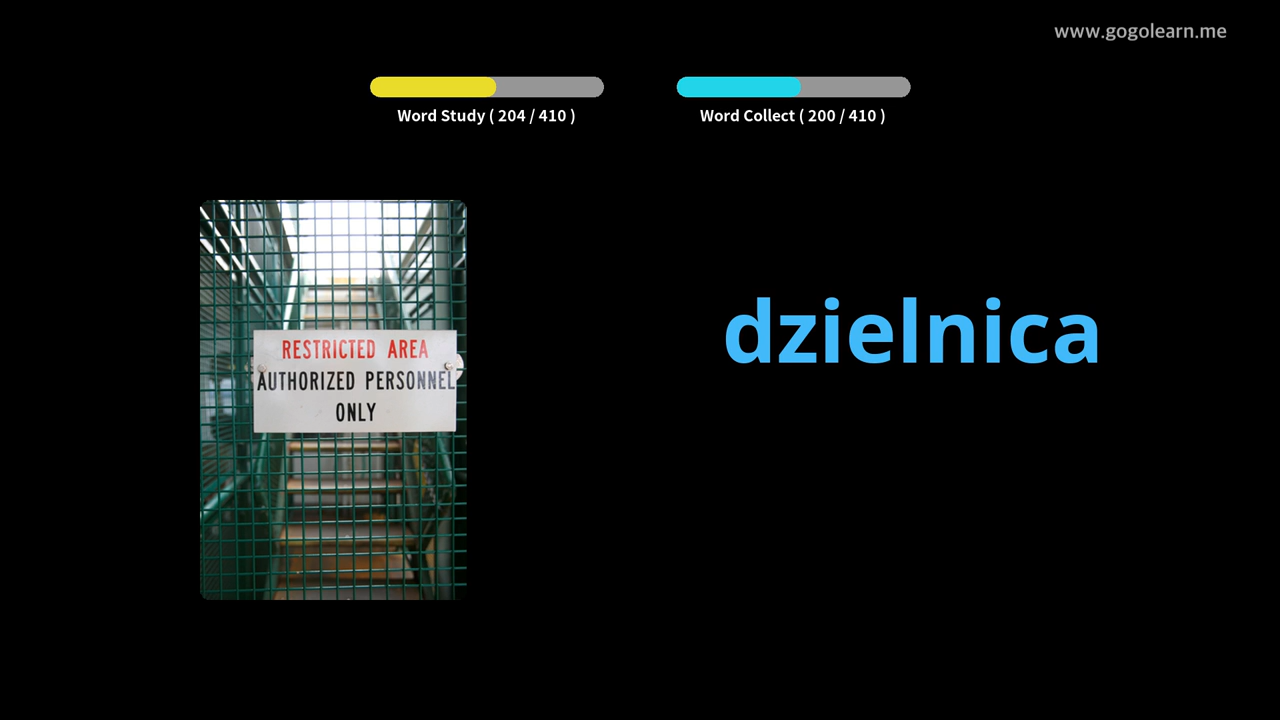 www.gogolearn.me
Word Study ( 204 / 410 )
Word Collect ( 200 / 410 )
RESTRICTED AREA
AUTHORIZED PERSONNEL
ONLY
dzielnica